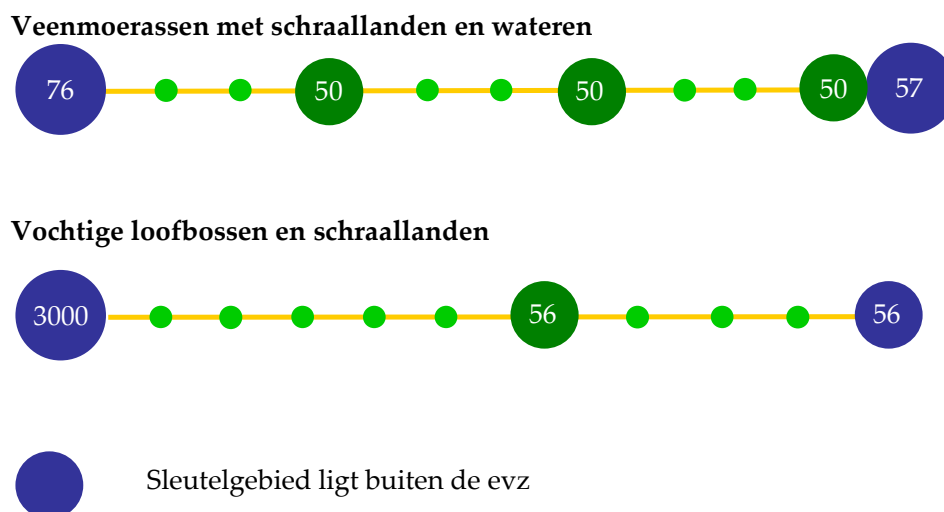 Veenmoerassen met schraallanden en wateren
76 50 50 50 57
Vochtige loofbossen en schraallanden
3000 56 56
Sleutelgebied ligt buiten de evz